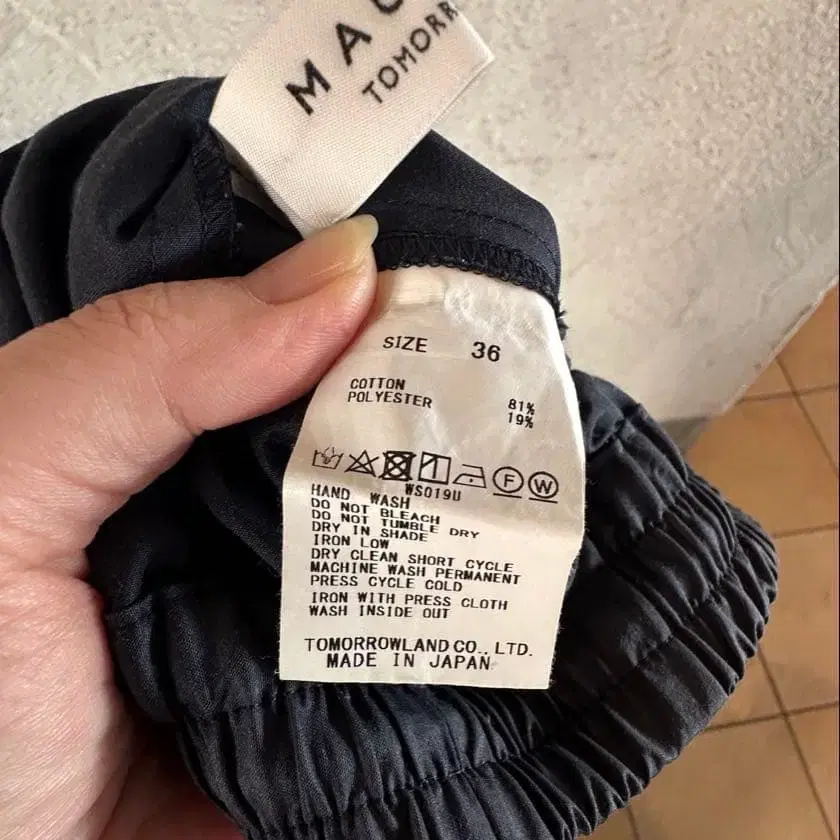 MAC
TOMORR
SIZE 36
COTTON 81%
POLYESTER 19%
F W
WS019U
HAND WASH
DO NOT BLEACH
DO NOT TUMBLE DRY
DRY IN SHADE
IRON LOW
DRY CLEAN SHORT CYCLE
MACHINE WASH PERMANENT
PRESS CYCLE COLD
IRON WITH PRESS CLOTH
WASH INSIDE OUT
TOMORROWLAND CO., LTD.
MADE IN JAPAN